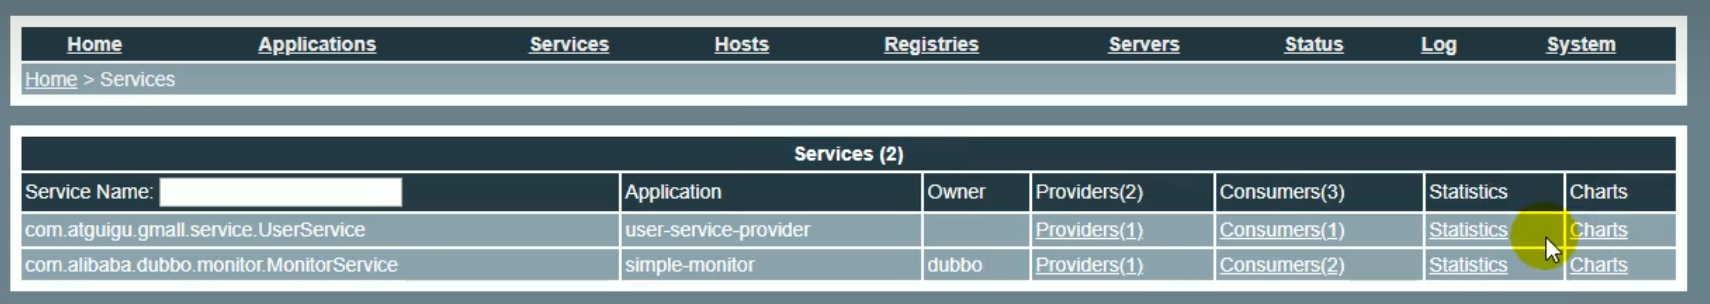 Home Applications Services Hosts Registries Servers Status Log System
Home > Services
Services (2)
Service Name: Application Owner Providers(2) Consumers(3) Statistics Charts
com.atguigu.gmall.service.UserService user-service-provider Providers(1) Consumers(1) Statistics Charts
com.alibaba.dubbo.monitor.MonitorService simple-monitor dubbo Providers(1) Consumers(2) Statistics Charts